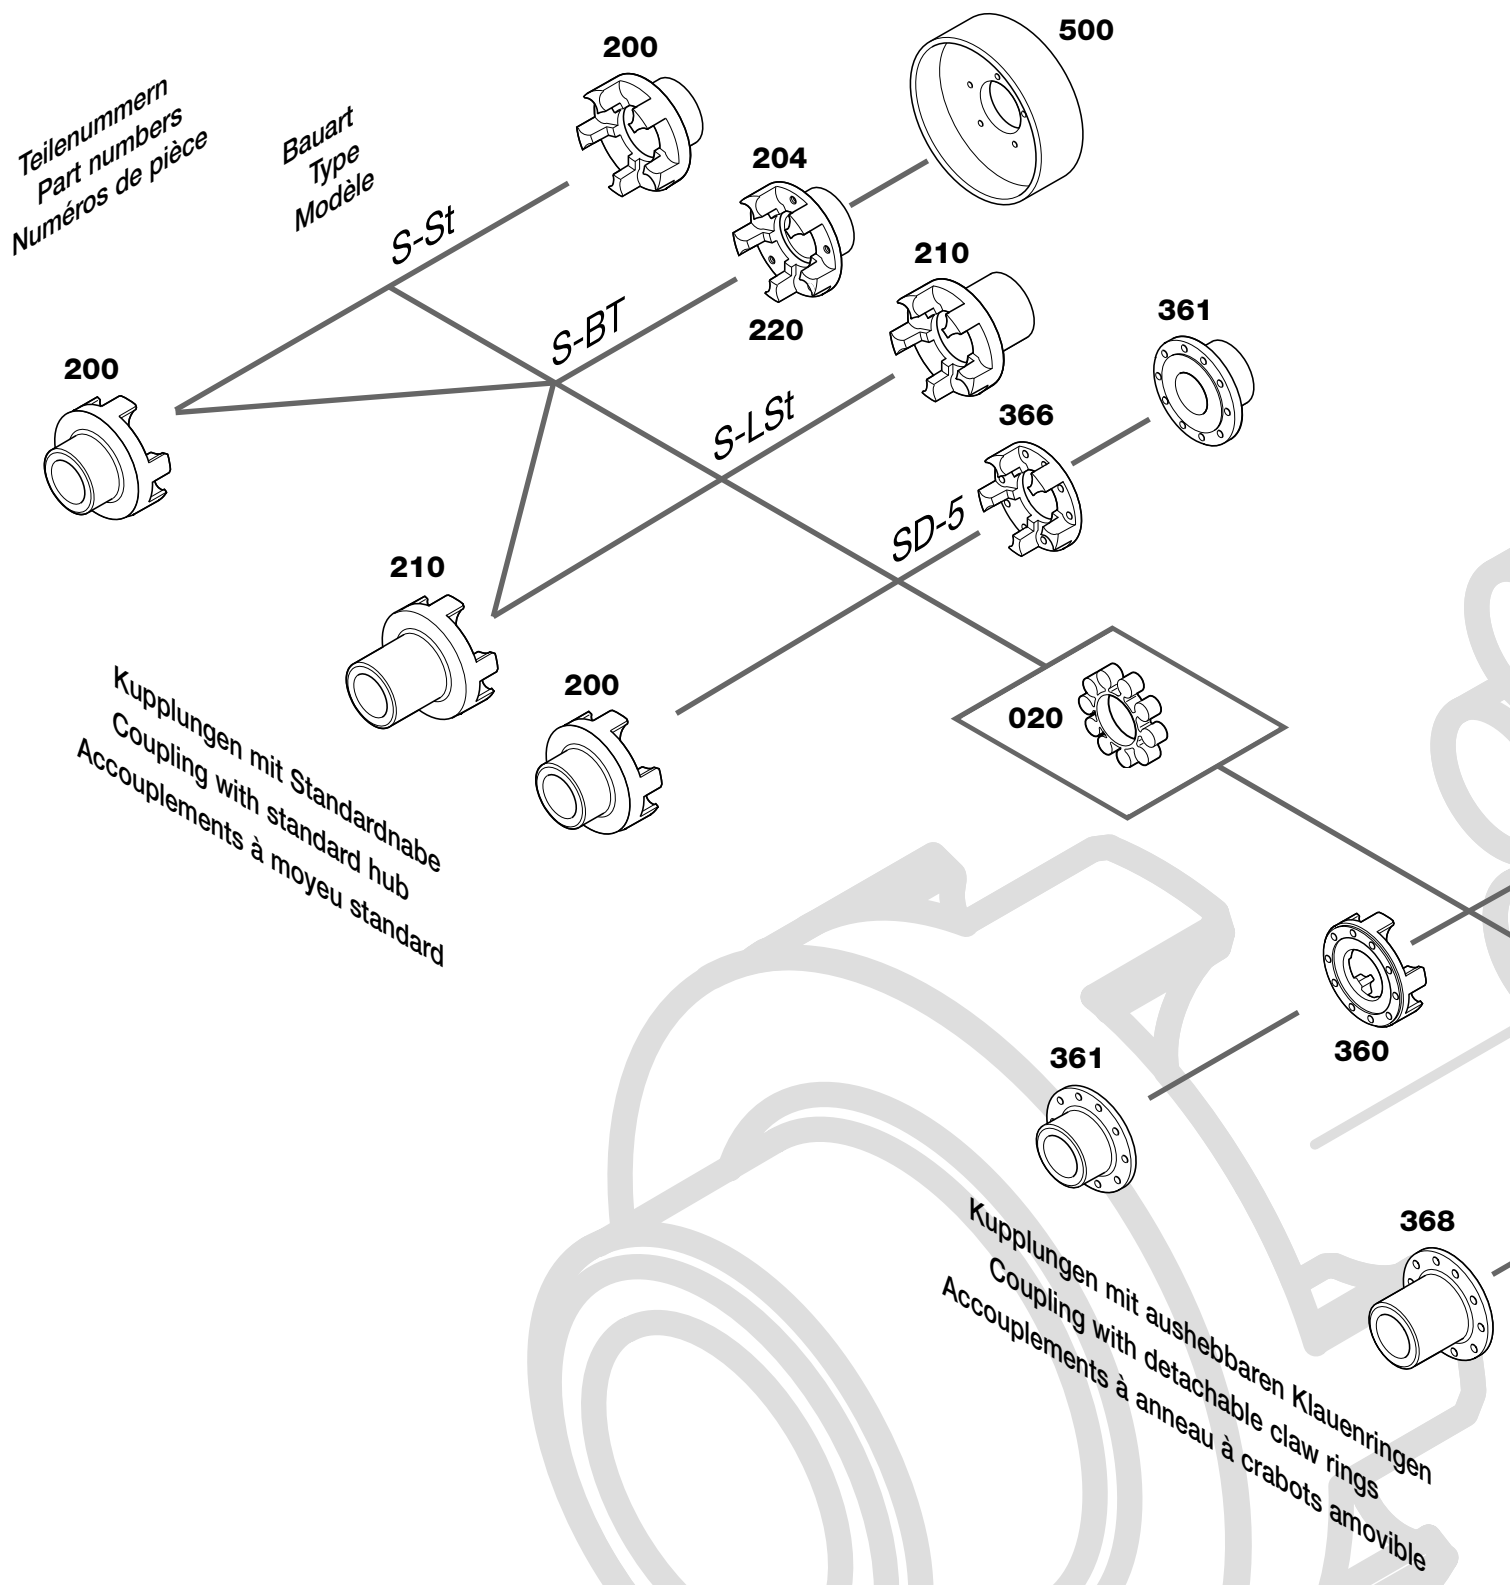 Teilenummern
Part numbers
Numéros de pièce
Bauart
Type
Modèle
200
500
204
S-St
220
210
S-BT
361
200
S-LSt
366
SD-5
210
200
020
Kupplungen mit Standardnabe
Coupling with standard hub
Accouplements à moyeu standard
360
361
368
Kupplungen mit aushebbaren Klauenringen
Coupling with detachable claw rings
Accouplements à anneau à crabots amovible